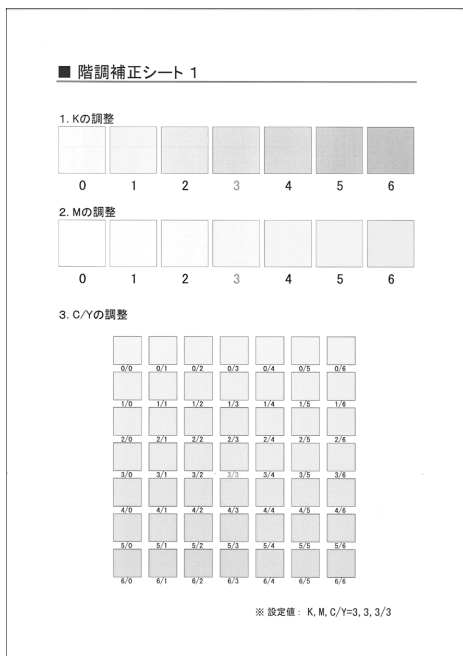 ■ 階調補正シート 1
1. Kの調整
0 1 2 3 4 5 6
2. Mの調整
0 1 2 3 4 5 6
3. C/Yの調整
0/0 0/1 0/2 0/3 0/4 0/5 0/6
1/0 1/1 1/2 1/3 1/4 1/5 1/6
2/0 2/1 2/2 2/3 2/4 2/5 2/6
3/0 3/1 3/2 3/3 3/4 3/5 3/6
4/0 4/1 4/2 4/3 4/4 4/5 4/6
5/0 5/1 5/2 5/3 5/4 5/5 5/6
6/0 6/1 6/2 6/3 6/4 6/5 6/6
※ 設定値 : K, M, C/Y=3, 3, 3/3